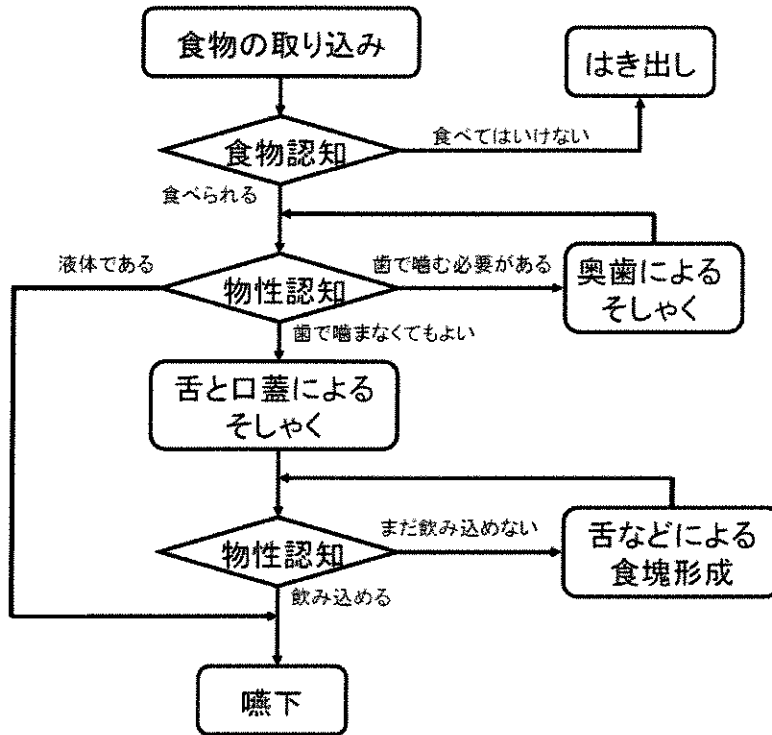 食物の取り込み
はき出し
食物認知
食べてはいけない
食べられる
液体である
物性認知
歯で噛む必要がある
奥歯による
そしゃく
歯で噛まなくてもよい
舌と口蓋による
そしゃく
物性認知
まだ飲み込めない
舌などによる
食塊形成
飲み込める
嚥下